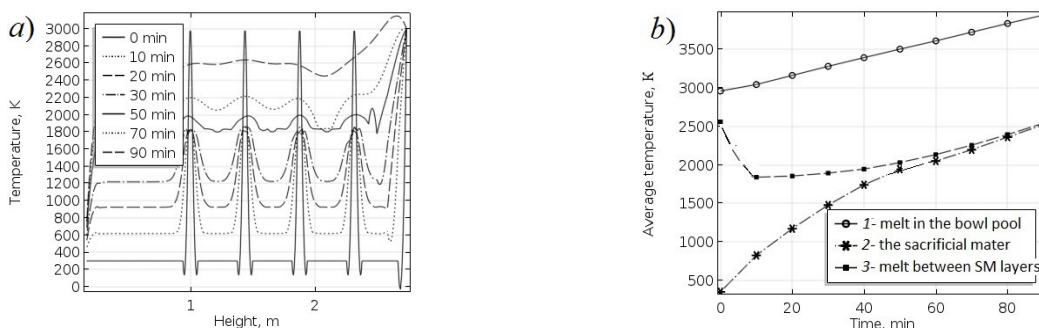 a)
Temperature, K
3000
2800
2600
2400
2200
2000
1800
1600
1400
1200
1000
800
600
400
200
0
0 min
10 min
20 min
30 min
50 min
70 min
90 min
1
2
Height, m
b)
Average temperature, K
3500
3000
2500
2000
1500
1000
500
1- melt in the bowl pool
2- the sacrificial mater
3- melt between SM layers
0
20
40
60
80
Time, min